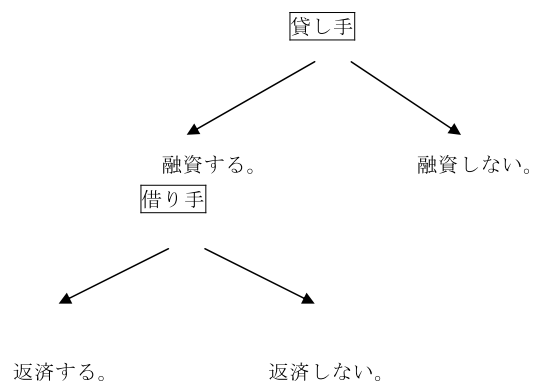 貸し手
融資する。
融資しない。
借り手
返済する。
返済しない。